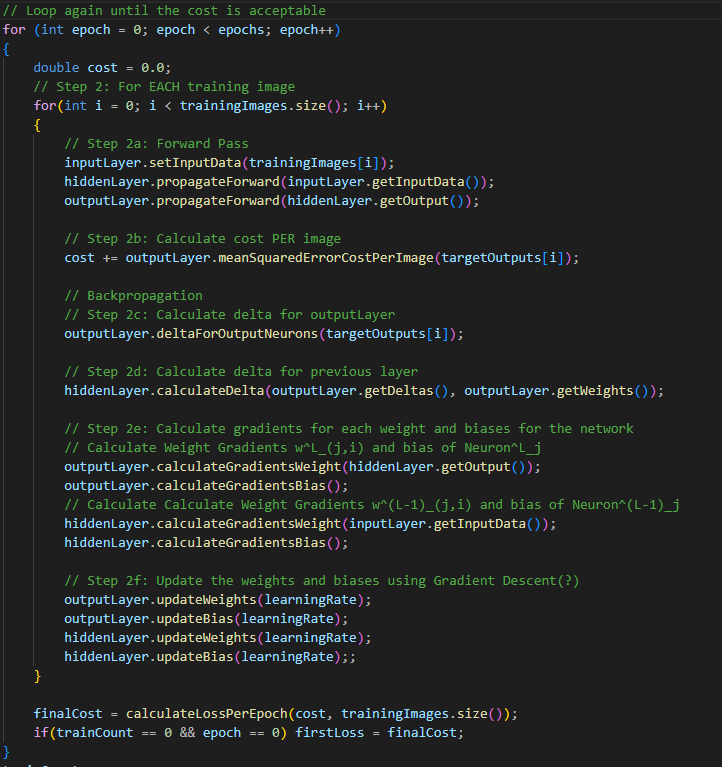 // Loop again until the cost is acceptable
for (int epoch = 0; epoch < epochs; epoch++)
{
    double cost = 0.0;
    // Step 2: For EACH training image
    for(int i = 0; i < trainingImages.size(); i++)
    {
        // Step 2a: Forward Pass
        inputLayer.setInputData(trainingImages[i]);
        hiddenLayer.propagateForward(inputLayer.getInputData());
        outputLayer.propagateForward(hiddenLayer.getOutput());

        // Step 2b: Calculate cost PER image
        cost += outputLayer.meanSquaredErrorCostPerImage(targetOutputs[i]);

        // Backpropagation
        // Step 2c: Calculate delta for outputLayer
        outputLayer.deltaForOutputNeurons(targetOutputs[i]);

        // Step 2d: Calculate delta for previous layer
        hiddenLayer.calculateDelta(outputLayer.getDeltas(), outputLayer.getWeights());

        // Step 2e: Calculate gradients for each weight and biases for the network
        // Calculate Weight Gradients w^L_(j,i) and bias of Neuron^L_j
        outputLayer.calculateGradientsWeight(hiddenLayer.getOutput());
        outputLayer.calculateGradientsBias();
        // Calculate Calculate Weight Gradients w^(L-1)_(j,i) and bias of Neuron^(L-1)_j
        hiddenLayer.calculateGradientsWeight(inputLayer.getInputData());
        hiddenLayer.calculateGradientsBias();

        // Step 2f: Update the weights and biases using Gradient Descent(?)
        outputLayer.updateWeights(learningRate);
        outputLayer.updateBias(learningRate);
        hiddenLayer.updateWeights(learningRate);
        hiddenLayer.updateBias(learningRate);;
    }

    finalCost = calculateLossPerEpoch(cost, trainingImages.size());
    if(trainCount == 0 && epoch == 0) firstLoss = finalCost;
}